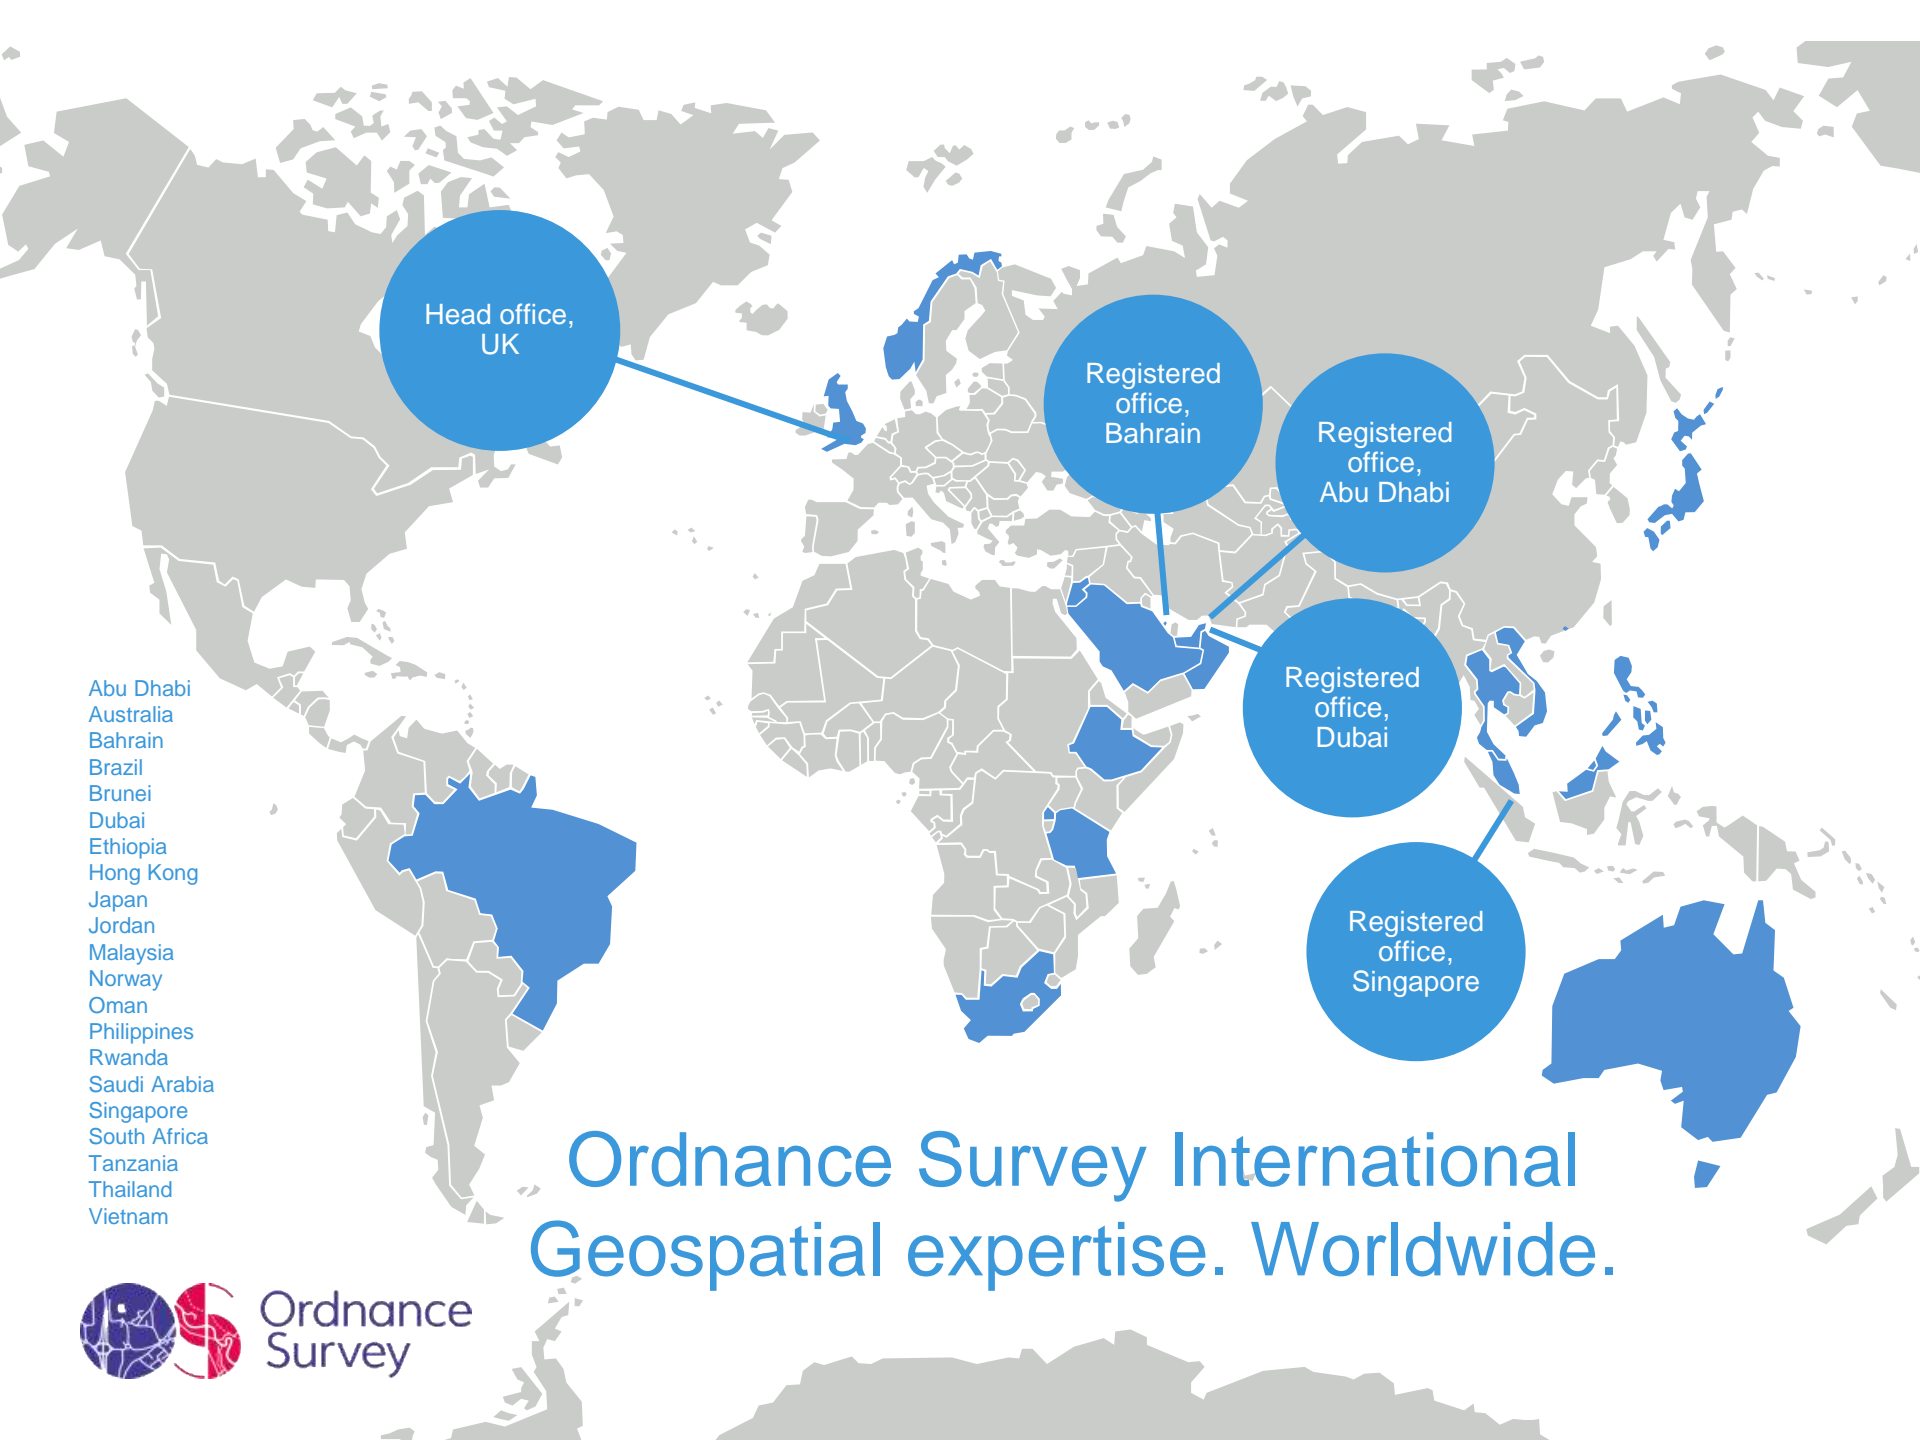 Head office,
UK
Registered
office,
Bahrain
Registered
office,
Abu Dhabi
Registered
office,
Dubai
Registered
office,
Singapore
Abu Dhabi
Australia
Bahrain
Brazil
Brunei
Dubai
Ethiopia
Hong Kong
Japan
Jordan
Malaysia
Norway
Oman
Philippines
Rwanda
Saudi Arabia
Singapore
South Africa
Tanzania
Thailand
Vietnam
Ordnance Survey International
Geospatial expertise. Worldwide.
Ordnance
Survey